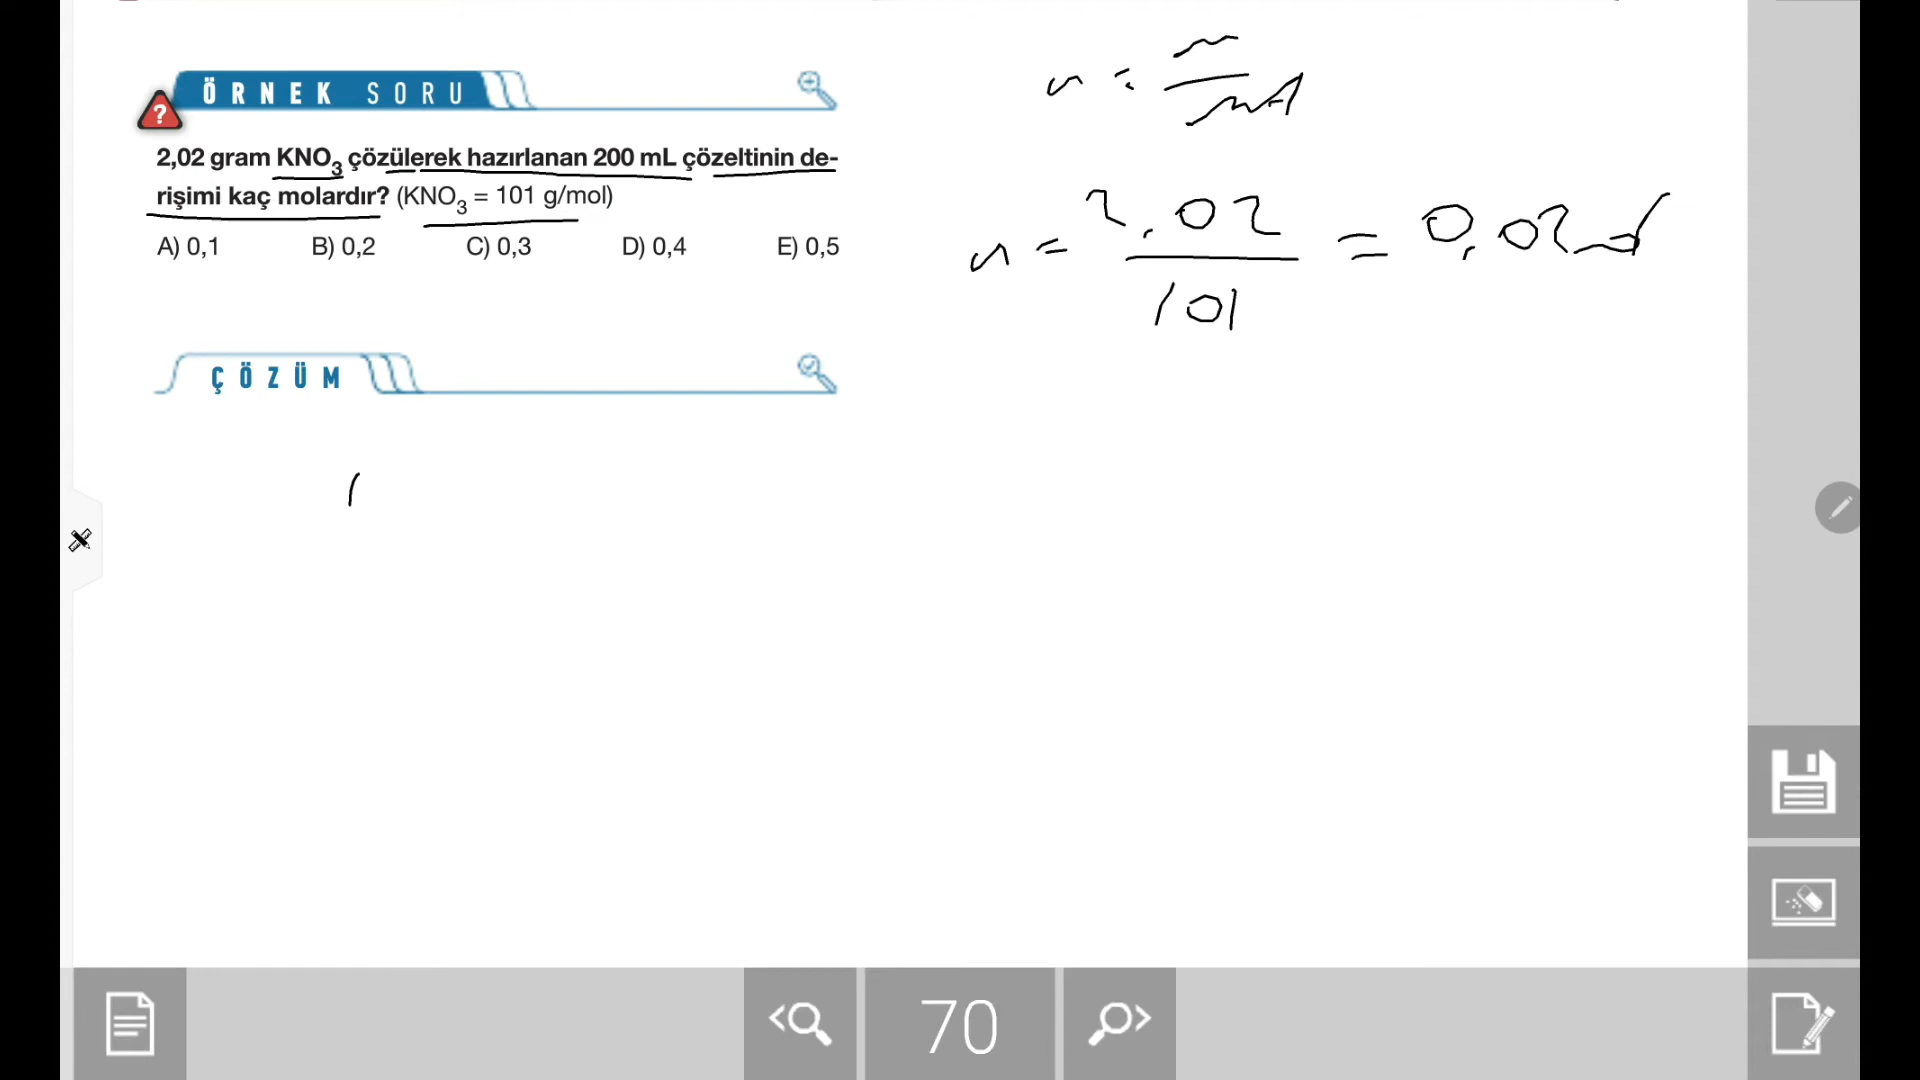 ÖRNEK SORU
?
2,02 gram KNO₃ çözülerek hazırlanan 200 mL çözeltinin de-
rişimi kaç molardır? (KNO₃ = 101 g/mol)
A) 0,1 B) 0,2 C) 0,3 D) 0,4 E) 0,5
n = m / mA
n = 2,02 / 101 = 0,02 mol
ÇÖZÜM
70